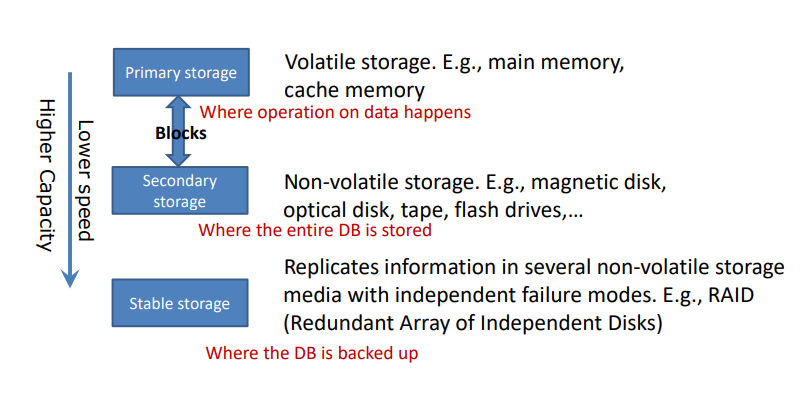 Primary storage
Volatile storage. E.g., main memory,
cache memory
Where operation on data happens
Blocks
Higher Capacity
Lower speed
Secondary
storage
Non-volatile storage. E.g., magnetic disk,
optical disk, tape, flash drives,...
Where the entire DB is stored
Stable storage
Replicates information in several non-volatile storage
media with independent failure modes. E.g., RAID
(Redundant Array of Independent Disks)
Where the DB is backed up